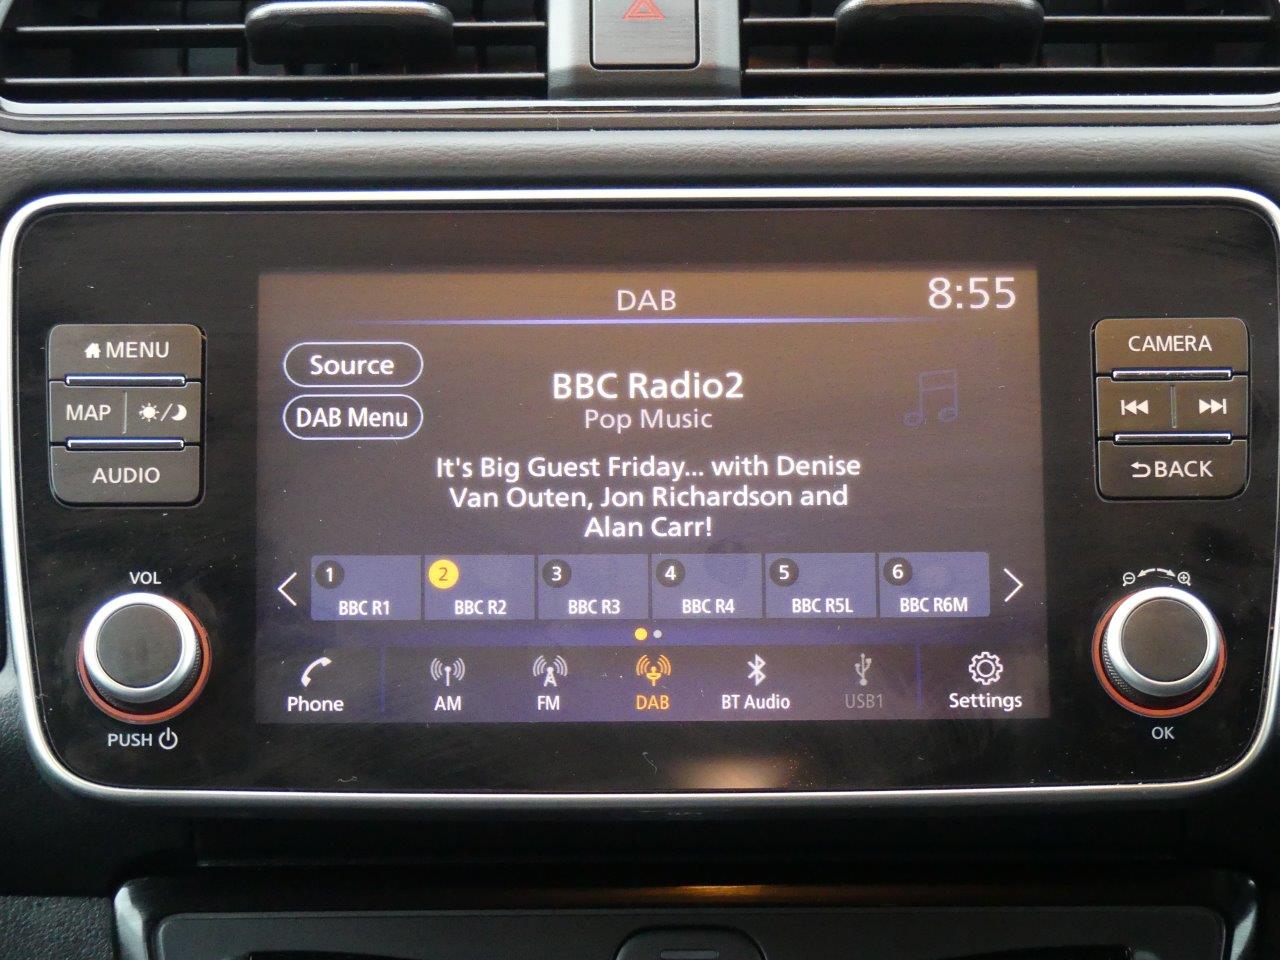 DAB
8:55
MENU
MAP
AUDIO
Source
DAB Menu
BBC Radio2
Pop Music
It's Big Guest Friday... with Denise
Van Outen, Jon Richardson and
Alan Carr!
CAMERA
BACK
1 2 3 4 5 6
BBC R1 BBC R2 BBC R3 BBC R4 BBC R5L BBC R6M
VOL
PUSH
Phone AM FM DAB BT Audio USB1 Settings
OK